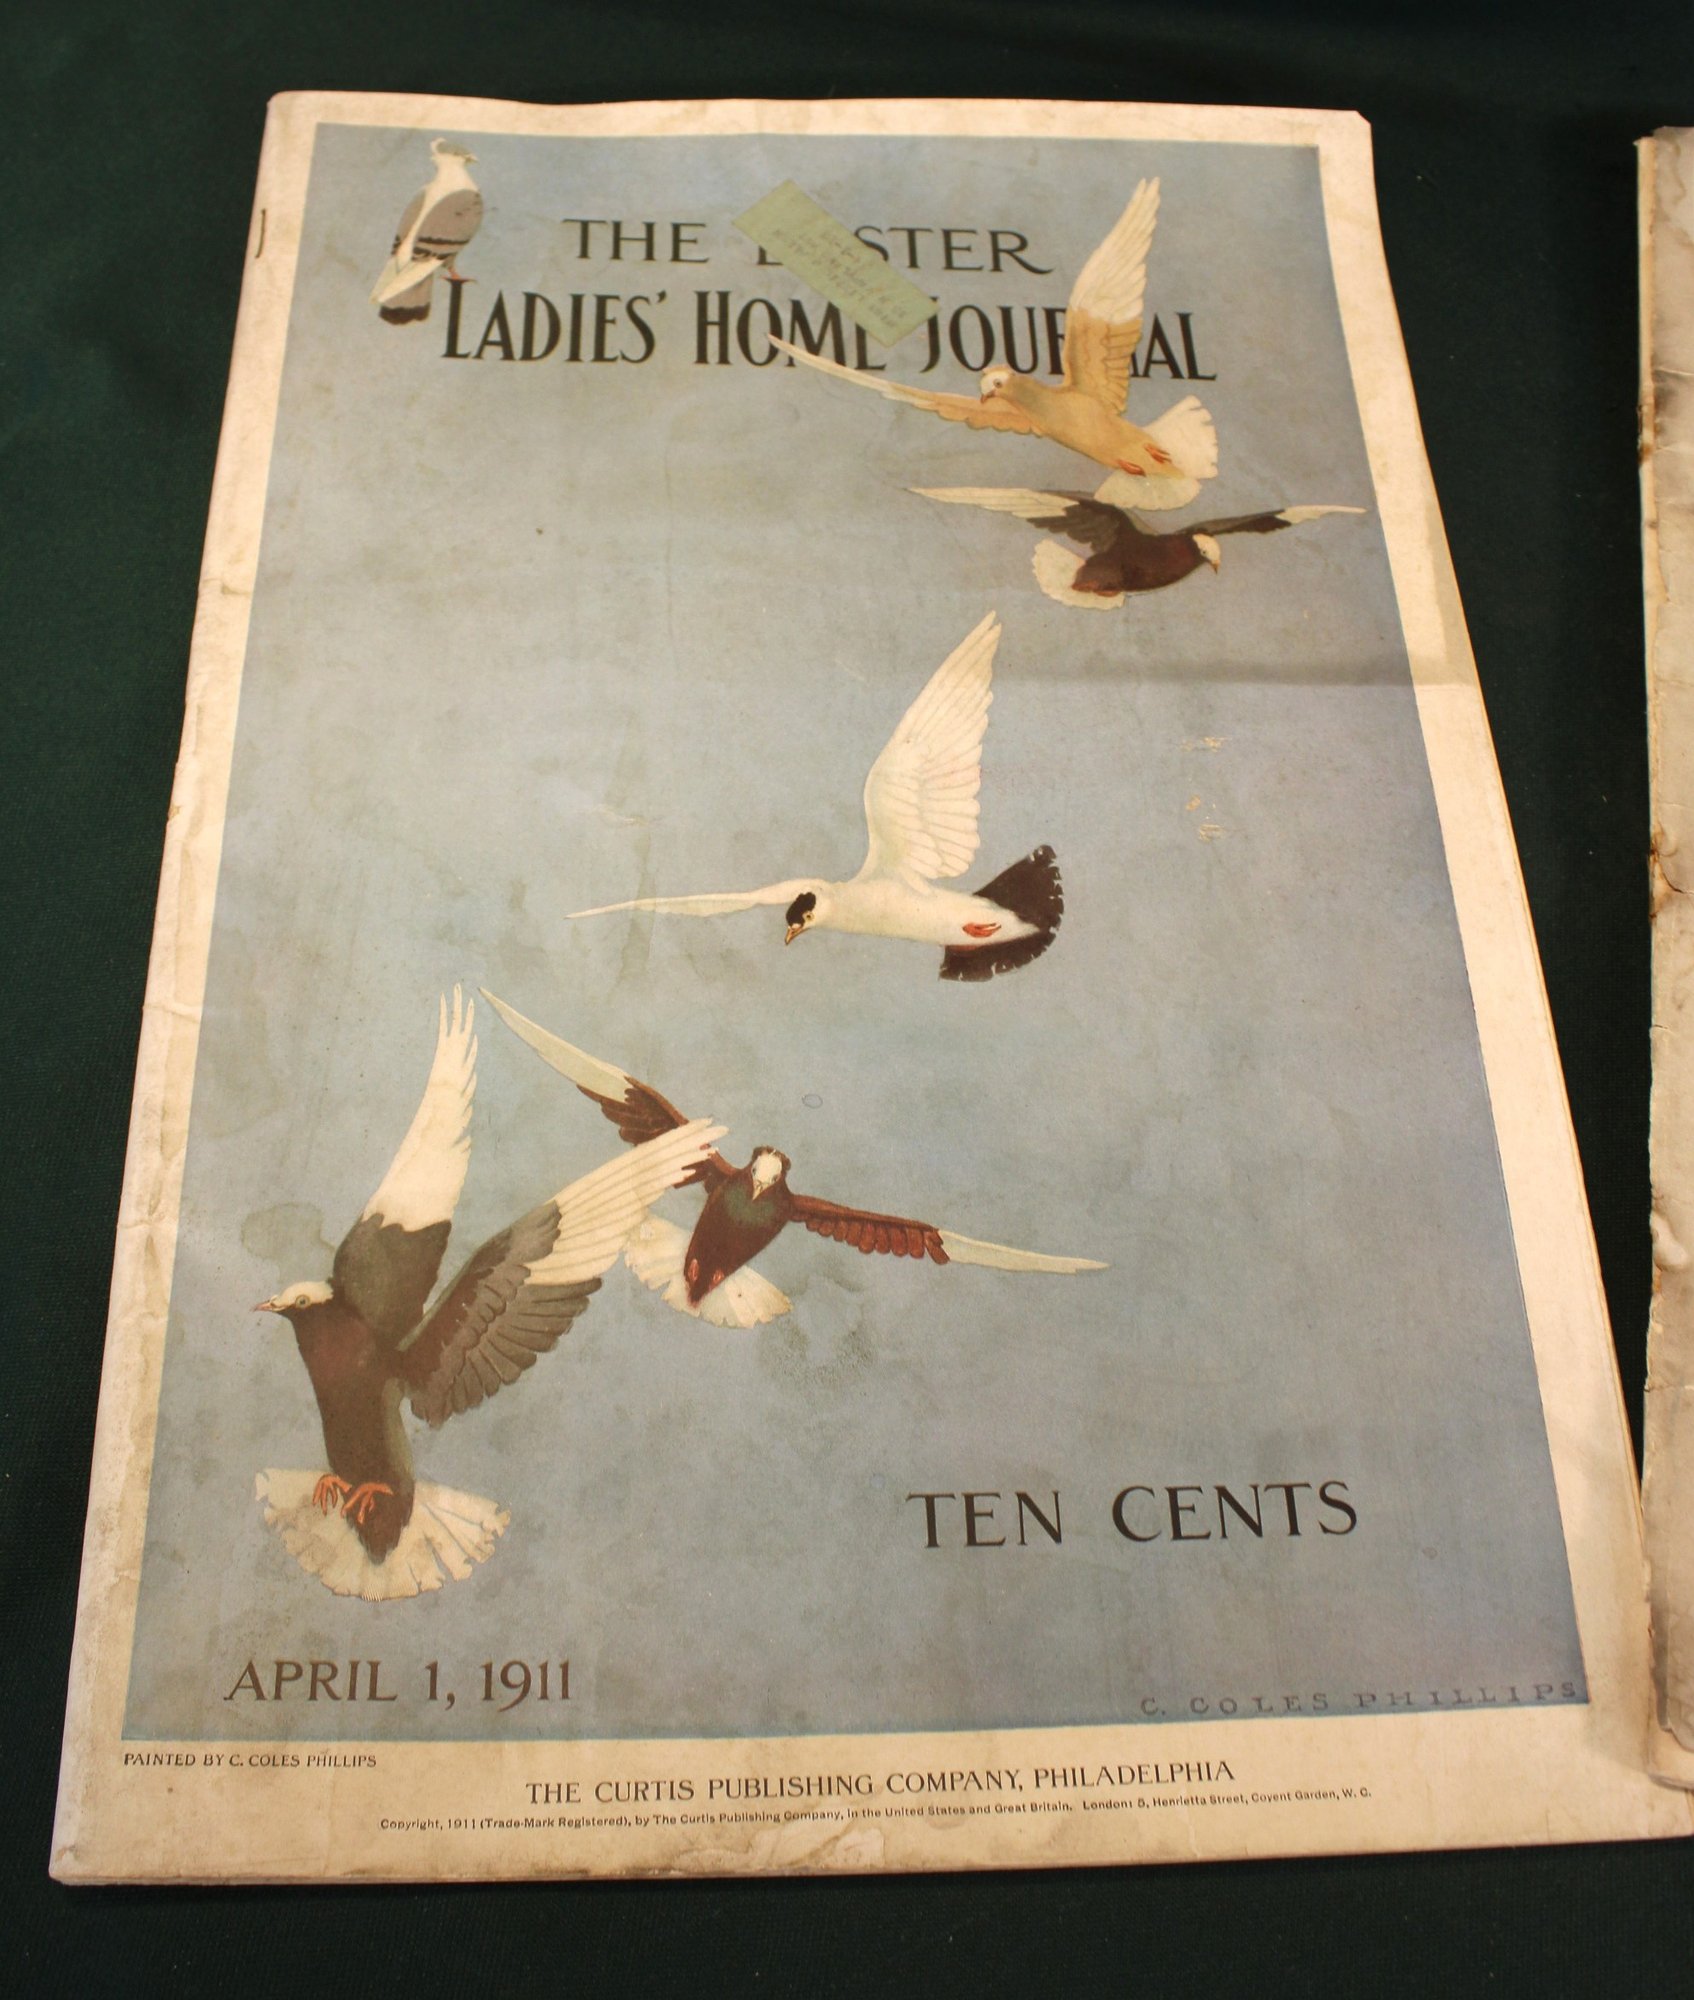 THE EASTER
LADIES' HOME JOURNAL
TEN CENTS
APRIL 1, 1911
C. COLES PHILLIPS
PAINTED BY C. COLES PHILLIPS
THE CURTIS PUBLISHING COMPANY, PHILADELPHIA
Copyright, 1911 (Trade-Mark Registered), by The Curtis Publishing Company, in the United States and Great Britain. London: 5, Henrietta Street, Covent Garden, W. C.